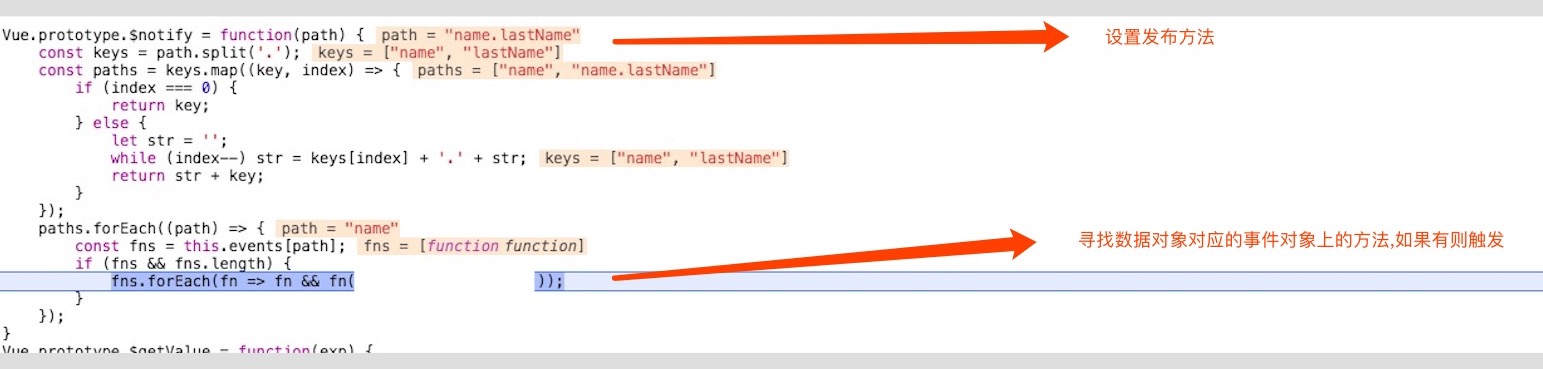 Vue.prototype.$notify = function(path) { path = "name.lastName"
设置发布方法
const keys = path.split('.'); keys = ["name", "lastName"]
const paths = keys.map((key, index) => { paths = ["name", "name.lastName"]
if (index === 0) {
return key;
} else {
let str = '';
while (index--) str = keys[index] + '.' + str; keys = ["name", "lastName"]
return str + key;
}
});
paths.forEach((path) => { path = "name"
const fns = this.events[path]; fns = [function function]
寻找数据对象对应的事件对象上的方法,如果有则触发
if (fns && fns.length) {
fns.forEach(fn => fn && fn( ));
}
});
}
Vue.prototype.$getValue = function(exp) {